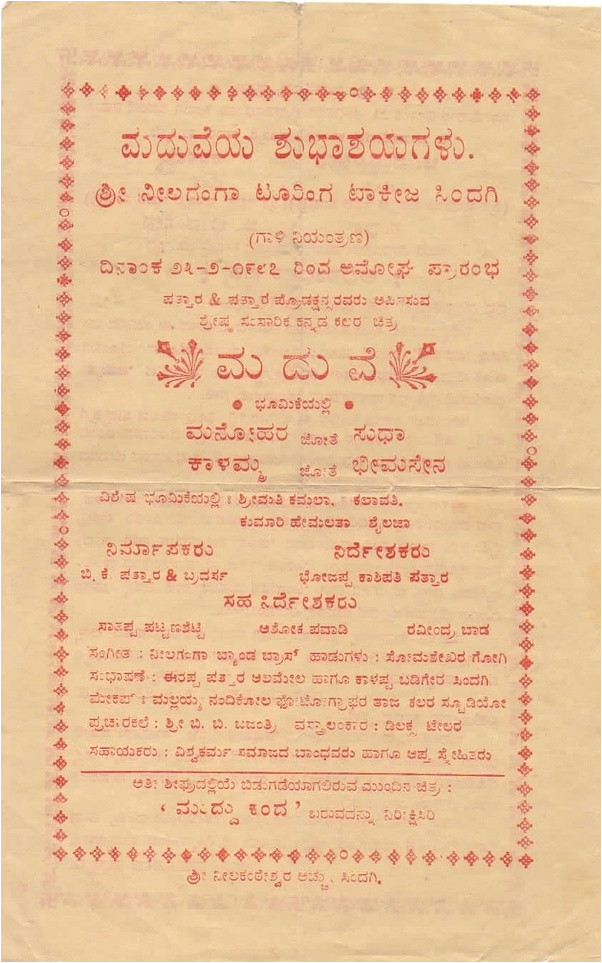 ಮದುವೆಯ ಶುಭಾಶಯಗಳು.
ಶ್ರೀ ನೀಲಗಂಗಾ ಟೂರಿಂಗ ಟಾಕೀಜ ಸಿಂದಗಿ
(ಗಾಳಿ ನಿಯಂತ್ರಣ)
ದಿನಾಂಕ ೨೩-೨-೧೯೮೭ ರಿಂದ ಅಮೋಘ ಪ್ರಾರಂಭ
ಪತ್ತಾರ & ಪತ್ತಾರ ಪ್ರೊಡಕ್ಷನ್ಸರವರು ಅರ್ಪಿಸುವ
ಶ್ರೇಷ್ಠ ಸಂಸಾರಿಕ ಕನ್ನಡ ಕಲರ ಚಿತ್ರ
ಮದುವೆ
● ಭೂಮಿಕೆಯಲ್ಲಿ ●
ಮನೋಹರ ಜೋತೆ ಸುಧಾ
ಕಾಳಮ್ಮ ಜೋತೆ ಭೀಮಸೇನ
ವಿಶೇಷ ಭೂಮಿಕೆಯಲ್ಲಿ : ಶ್ರೀಮತಿ ಕಮಲಾ. ಕಲಾವತಿ.
ಕುಮಾರಿ ಹೇಮಲತಾ ಶೈಲಜಾ
ನಿರ್ಮಾಪಕರು ನಿರ್ದೇಶಕರು
ಬಿ. ಕೆ. ಪತ್ತಾರ & ಬ್ರದರ್ಸ ಭೋಜಪ್ಪ ಕಾಶಿಪತಿ ಪತ್ತಾರ
ಸಹ ನಿರ್ದೇಶಕರು
ಸಾತಪ್ಪ ಪಟ್ಟಣಶೆಟ್ಟಿ ಅಶೋಕ ಪವಾಡಿ ರವೀಂದ್ರ ಬಾಡ
ಸಂಗೀತ : ನೀಲಗಂಗಾ ಬ್ಯಾಂಡ ಬ್ರಾಸ್ ಹಾಡುಗಳು : ಸೋಮಶೇಖರ ಗೋಗಿ
ಸಂಭಾಷಣೆ : ಈರಪ್ಪ ಪತ್ತಾರ ಆಲಮೇಲ ಹಾಗೂ ಕಾಳಪ್ಪ ಬಡಿಗೇರ ಸಿಂದಗಿ
ಮೇಕಪ್ : ಮಲ್ಲಯ್ಯ ನಂದಿಕೋಲ ಫೋಟೋಗ್ರಾಫರ ತಾಜ ಕಲರ ಸ್ಟೂಡಿಯೋ
ಪ್ರಚಾರಕಲೆ : ಶ್ರೀ ಬಿ. ಬಿ. ಬಜಂತ್ರಿ ವಸ್ತ್ರಾಲಂಕಾರ : ಡಿಲಕ್ಸ ಟೇಲರ
ಸಹಾಯಕರು : ವಿಶ್ವಕರ್ಮ ಸಮಾಜದ ಬಾಂಧವರು ಹಾಗೂ ಆಪ್ತ ಸ್ನೇಹಿತರು
ಅತೀ ಶೀಘ್ರದಲ್ಲಿಯೆ ಬಿಡುಗಡೆಯಾಗಲಿರುವ ಮುಂದಿನ ಚಿತ್ರ :
‘ ಮುದ್ದು ಕಂದ ’ ಬರುವದನ್ನು ನಿರೀಕ್ಷಿಸಿರಿ
ಶ್ರೀ ನೀಲಕಂಠೇಶ್ವರ ಅಚ್ಚು, ಸಿಂದಗಿ.